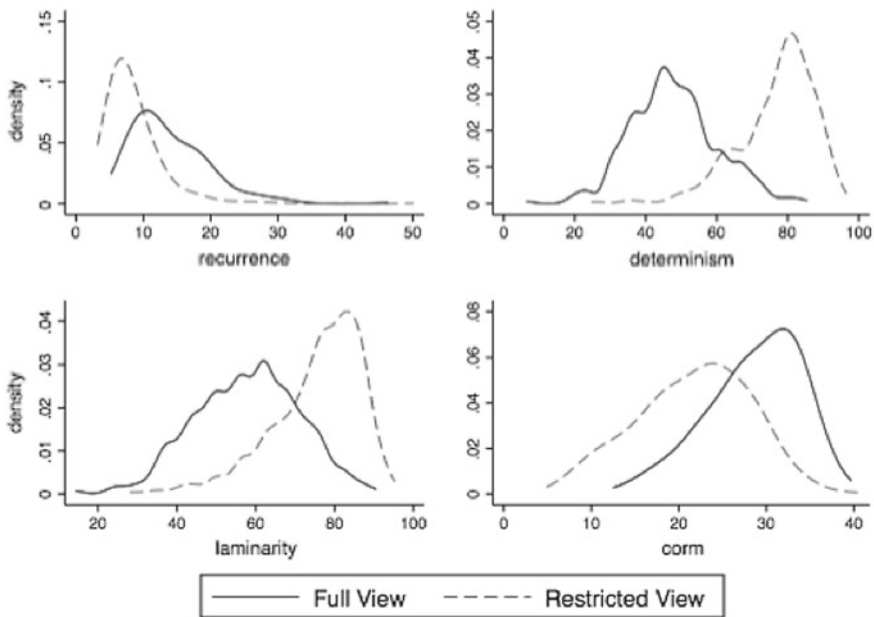 density
.15
.1
.05
0
0 10 20 30 40 50
recurrence
.05
.04
.03
.02
.01
0
0 20 40 60 80 100
determinism
density
.04
.03
.02
.01
0
20 40 60 80 100
laminarity
.08
.06
.02
.04
0
0 10 20 30 40
corm
Full View
Restricted View